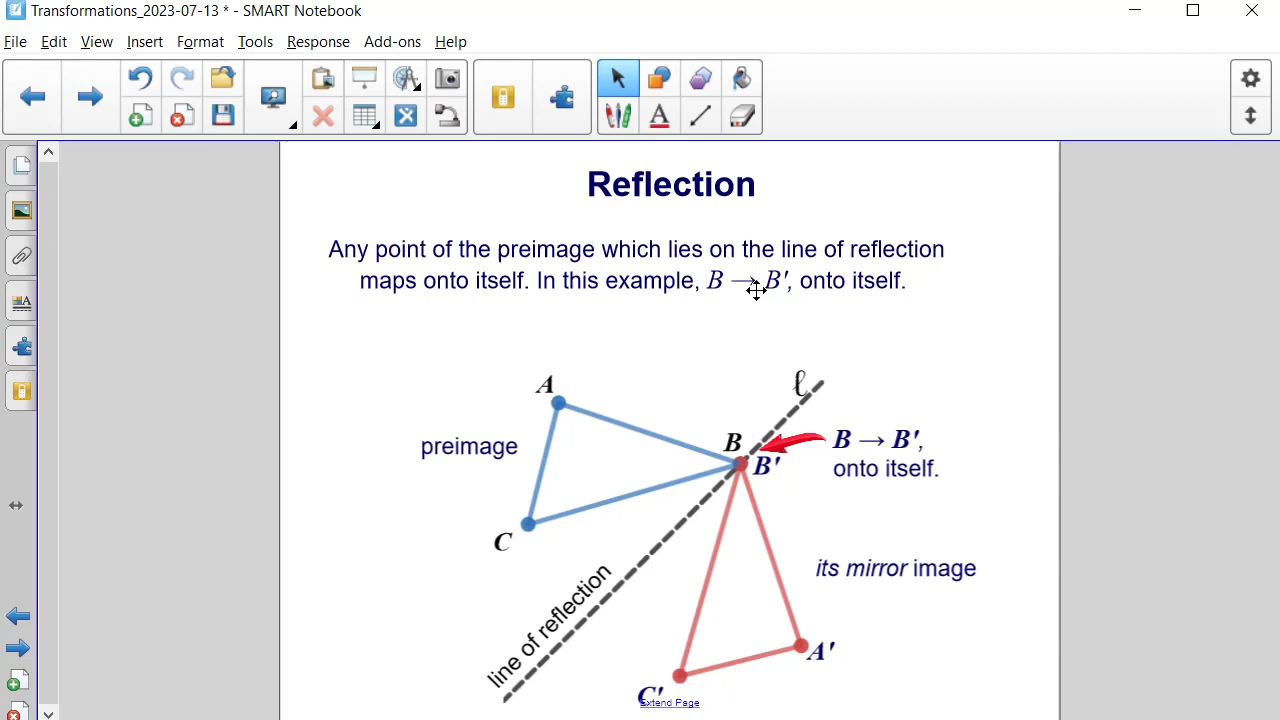 Transformations_2023-07-13 * - SMART Notebook
File Edit View Insert Format Tools Response Add-ons Help
Reflection
Any point of the preimage which lies on the line of reflection
maps onto itself. In this example, B → B′, onto itself.
A
ℓ
preimage
B
B′
B → B′,
onto itself.
C
its mirror image
line of reflection
A′
C′
Extend Page